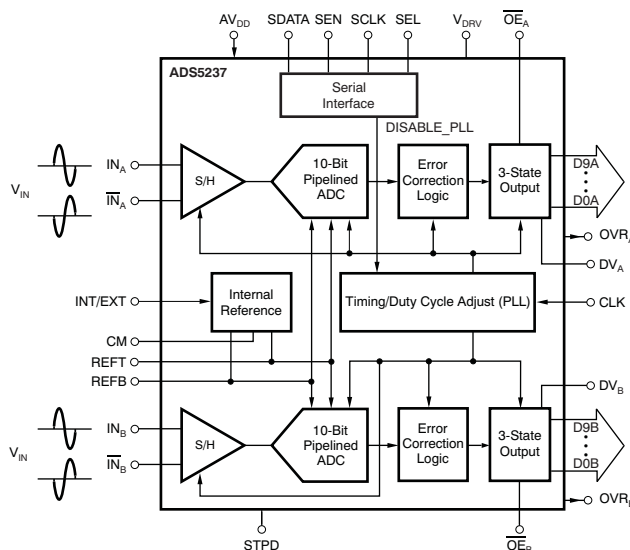 AVDD SDATA SEN SCLK SEL VDRV OEA
ADS5237
Serial
Interface
DISABLE_PLL
VIN
INA
INA
S/H
10-Bit
Pipelined
ADC
Error
Correction
Logic
3-State
Output
D9A
D0A
OVR
DVA
INT/EXT
Internal
Reference
Timing/Duty Cycle Adjust (PLL)
CLK
CM
REFT
REFB
DVB
VIN
INB
INB
S/H
10-Bit
Pipelined
ADC
Error
Correction
Logic
3-State
Output
D9B
D0B
OVR
STPD
OE